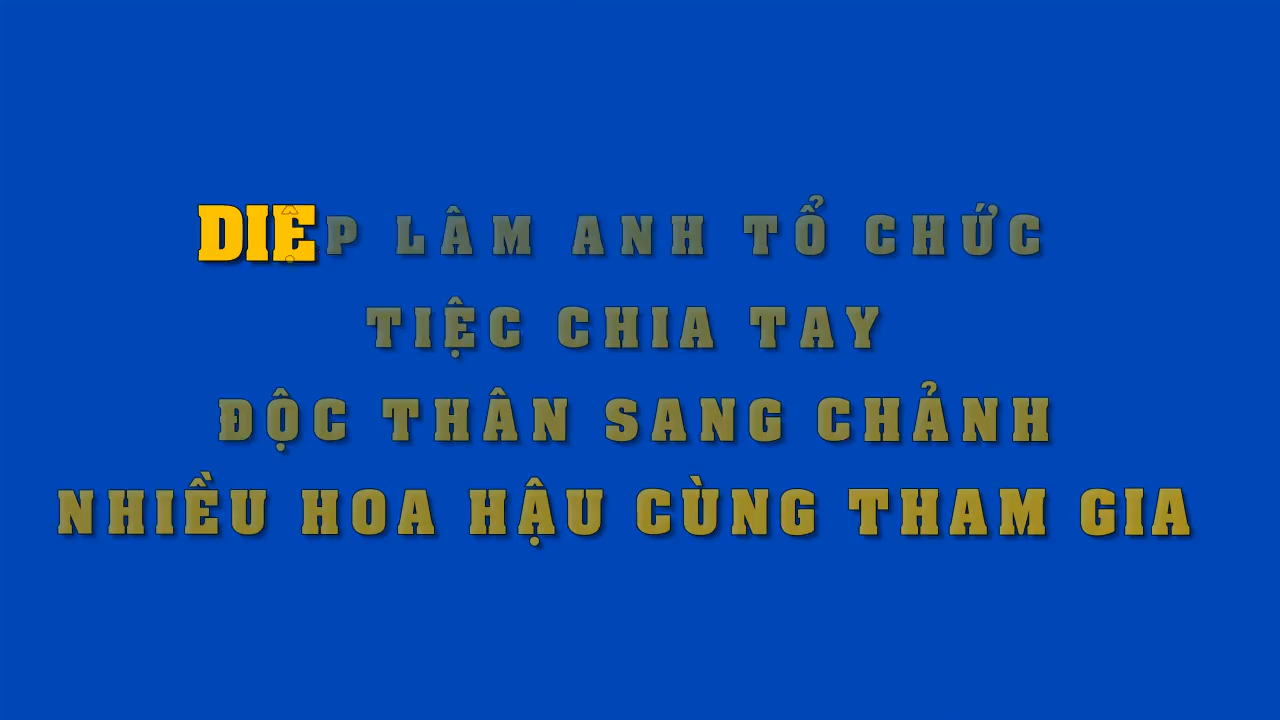 DIỆP LÂM ANH TỔ CHỨC
TIỆC CHIA TAY
ĐỘC THÂN SANG CHẢNH
NHIỀU HOA HẬU CÙNG THAM GIA